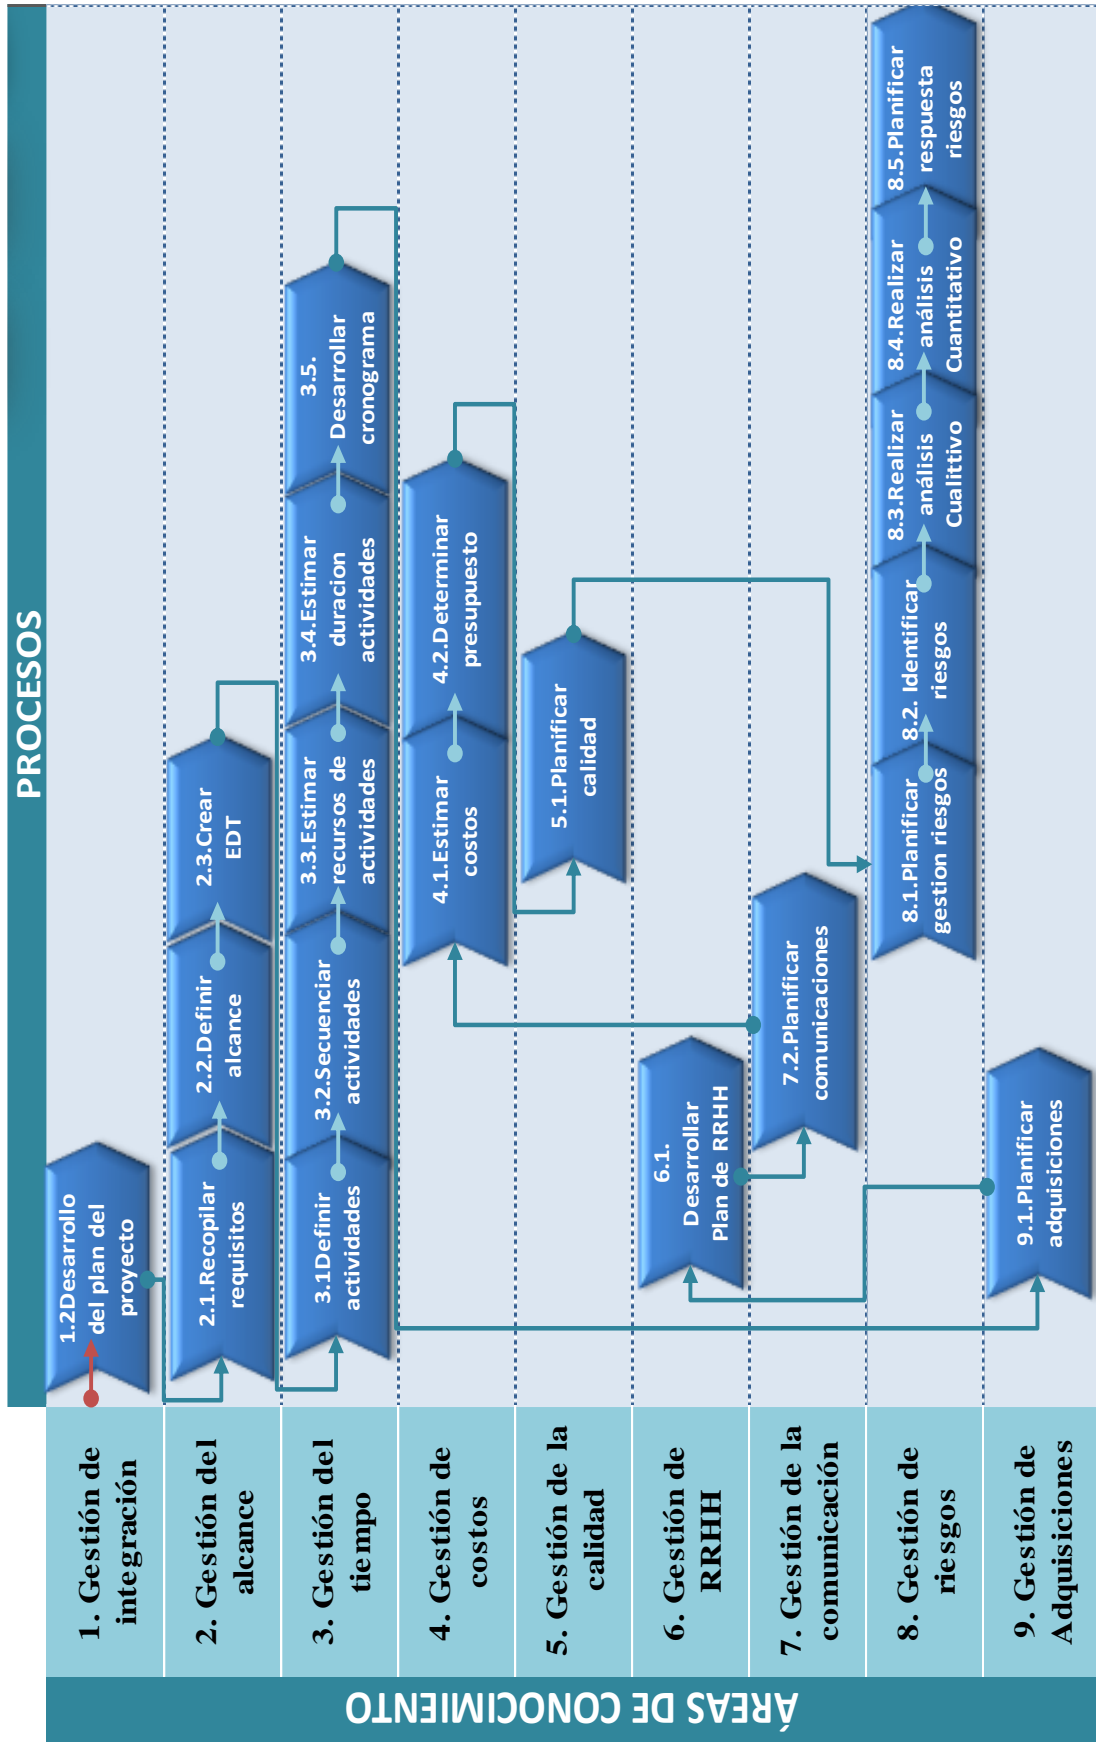 PROCESOS
ÁREAS DE CONOCIMIENTO
1. Gestión de
integración
1.2Desarrollo
del plan del
proyecto
2. Gestión del
alcance
2.1.Recopilar
requisitos
2.2.Definir
alcance
2.3.Crear
EDT
3. Gestión del
tiempo
3.1Definir
actividades
3.2.Secuenciar
actividades
3.3.Estimar
recursos de
actividades
3.4.Estimar
duracion
actividades
3.5.
Desarrollar
cronograma
4. Gestión de
costos
4.1.Estimar
costos
4.2.Determinar
presupuesto
5. Gestión de la
calidad
5.1.Planificar
calidad
6. Gestión de
RRHH
6.1.
Desarrollar
Plan de RRHH
7. Gestión de la
comunicación
7.2.Planificar
comunicaciones
8. Gestión de
riesgos
8.1.Planificar
gestion riesgos
8.2. Identificar
riesgos
8.3.Realizar
análisis
Cualittivo
8.4.Realizar
análisis
Cuantitativo
8.5.Planificar
respuesta
riesgos
9. Gestión de
Adquisiciones
9.1.Planificar
adquisiciones